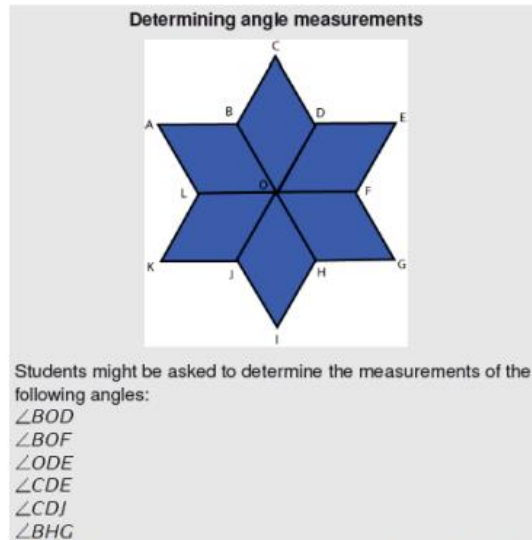 Determining angle measurements
C
B
D
A
E
O
L
F
K
G
J
H
I
Students might be asked to determine the measurements of the
following angles:
∠BOD
∠BOF
∠ODE
∠CDE
∠CDJ
∠BHG